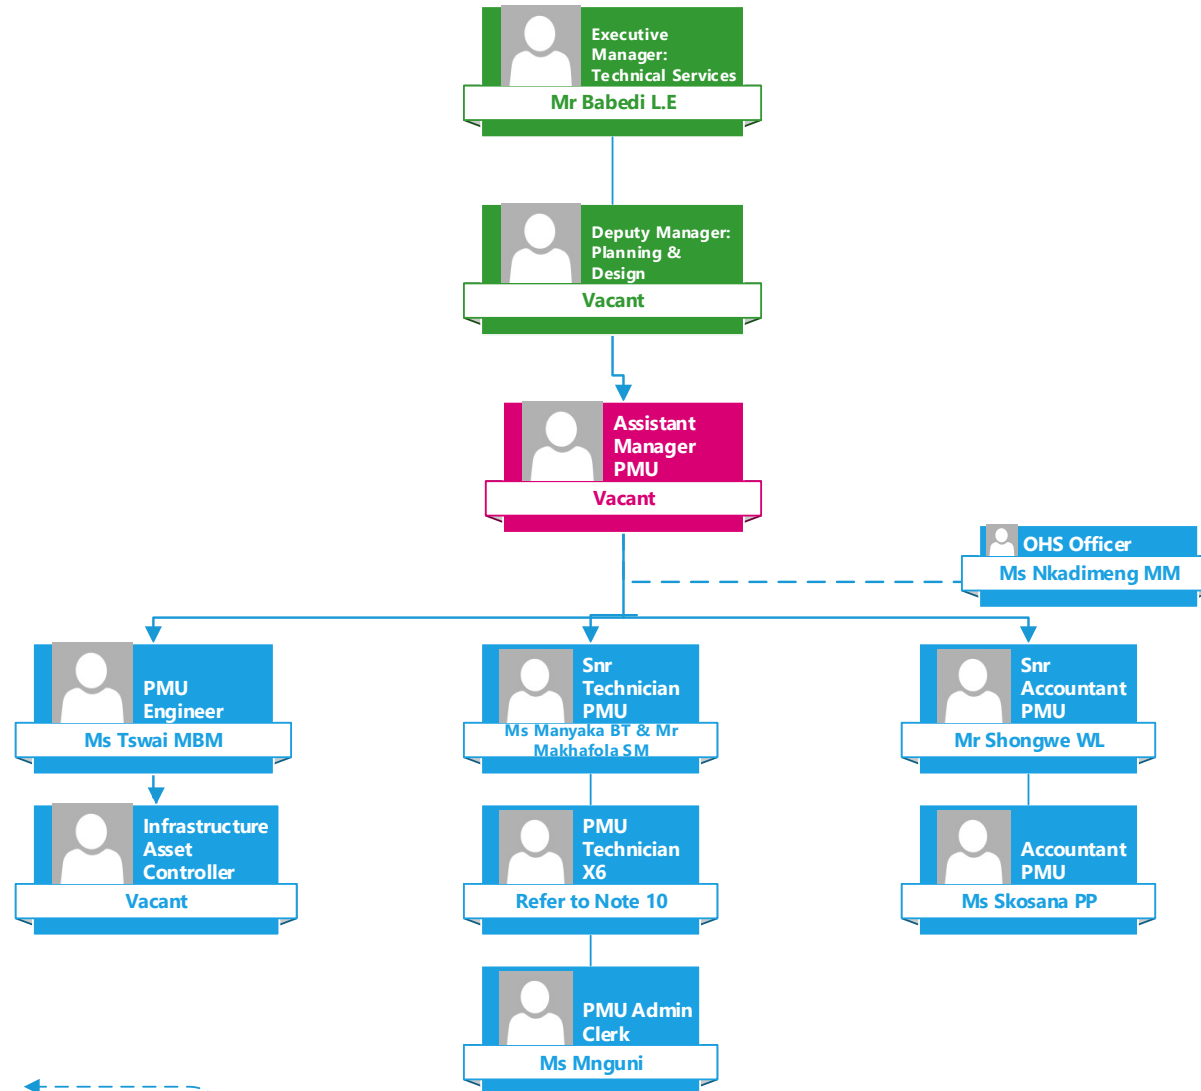 Executive
Manager:
Technical Services
Mr Babedi L.E
Deputy Manager:
Planning &
Design
Vacant
Assistant
Manager
PMU
Vacant
OHS Officer
Ms Nkadimeng MM
PMU
Engineer
Ms Tswai MBM
Snr
Technician
PMU
Ms Manyaka BT & Mr
Makhafola SM
Snr
Accountant
PMU
Mr Shongwe WL
Infrastructure
Asset
Controller
Vacant
PMU
Technician
X6
Refer to Note 10
Accountant
PMU
Ms Skosana PP
PMU Admin
Clerk
Ms Mnguni